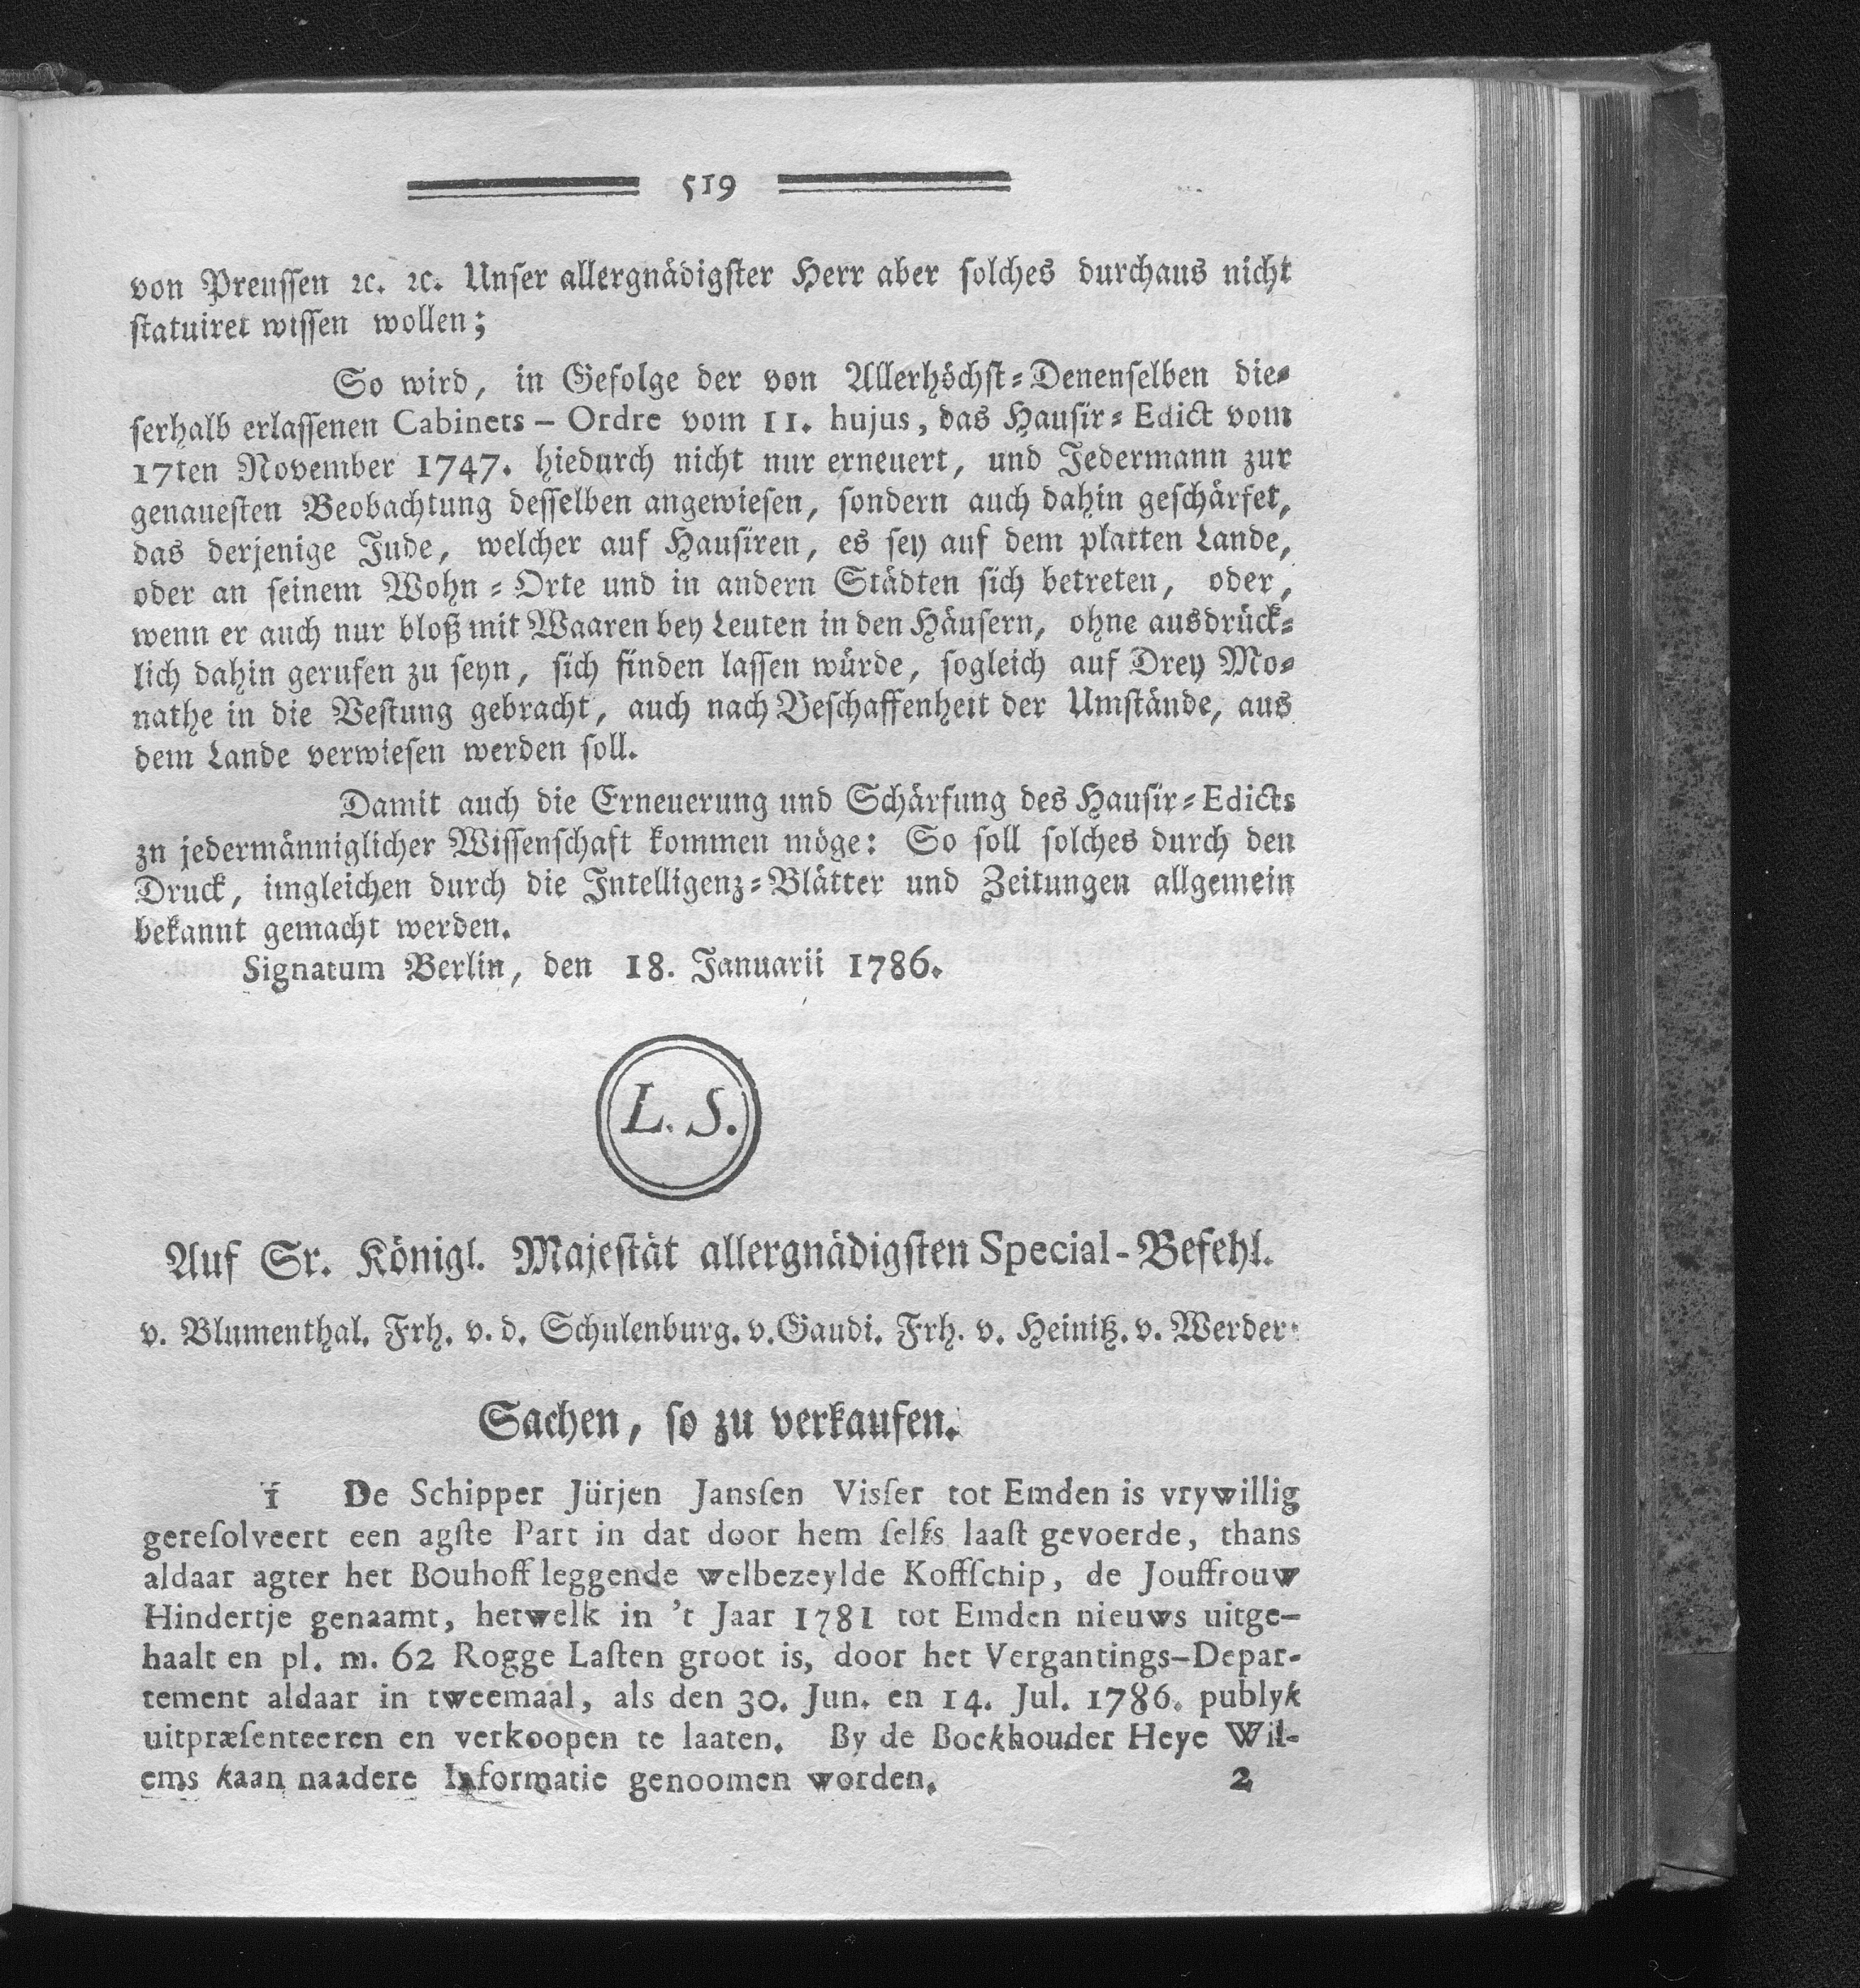 519
von Preussen ꝛc. ꝛc. Unser allergnädigster Herr aber solches durchaus nicht
statuiret wissen wollen;
So wird, in Gefolge der von Allerhöchst-Denenselben die-
serhalb erlassenen Cabinets-Ordre vom 11. hujus, das Hausir-Edict vom
17ten November 1747. hiedurch nicht nur erneuert, und Jedermann zur
genauesten Beobachtung desselben angewiesen, sondern auch dahin geschärfet,
das derjenige Jude, welcher auf Hausiren, es sey auf dem platten Lande,
oder an seinem Wohn-Orte und in andern Städten sich betreten, oder,
wenn er auch nur bloß mit Waaren bey Leuten in den Häusern, ohne ausdrück-
lich dahin gerufen zu seyn, sich finden lassen würde, sogleich auf Drey Mo-
nathe in die Vestung gebracht, auch nach Beschaffenheit der Umstände, aus
dem Lande verwiesen werden soll.
Damit auch die Erneuerung und Schärfung des Hausir-Edicts
zu jedermänniglicher Wissenschaft kommen möge: So soll solches durch den
Druck, imgleichen durch die Intelligenz-Blätter und Zeitungen allgemein
bekannt gemacht werden.
Signatum Berlin, den 18. Januarii 1786.
L. S.
Auf Sr. Königl. Majestät allergnädigsten Special-Befehl.
v. Blumenthal. Frh. v. d. Schulenburg. v. Gaudi. Frh. v. Heinitz. v. Werder.
Sachen, so zu verkaufen.
1 De Schipper Jürjen Janssen Visser tot Emden is vrywillig
geresolveert een agste Part in dat door hem selfs laast gevoerde, thans
aldaar agter het Bouhoff leggende welbezeylde Koffschip, de Jouffrouw
Hindertje genaamt, hetwelk in 't Jaar 1781 tot Emden nieuws uitge-
haalt en pl. m. 62 Rogge Lasten groot is, door het Vergantings-Depar-
tement aldaar in tweemaal, als den 30. Jun. en 14. Jul. 1786. publyk
uitpræsenteeren en verkoopen te laaten. By de Bockhouder Heye Wil-
ems kaan naadere Informatie genoomen worden. 2